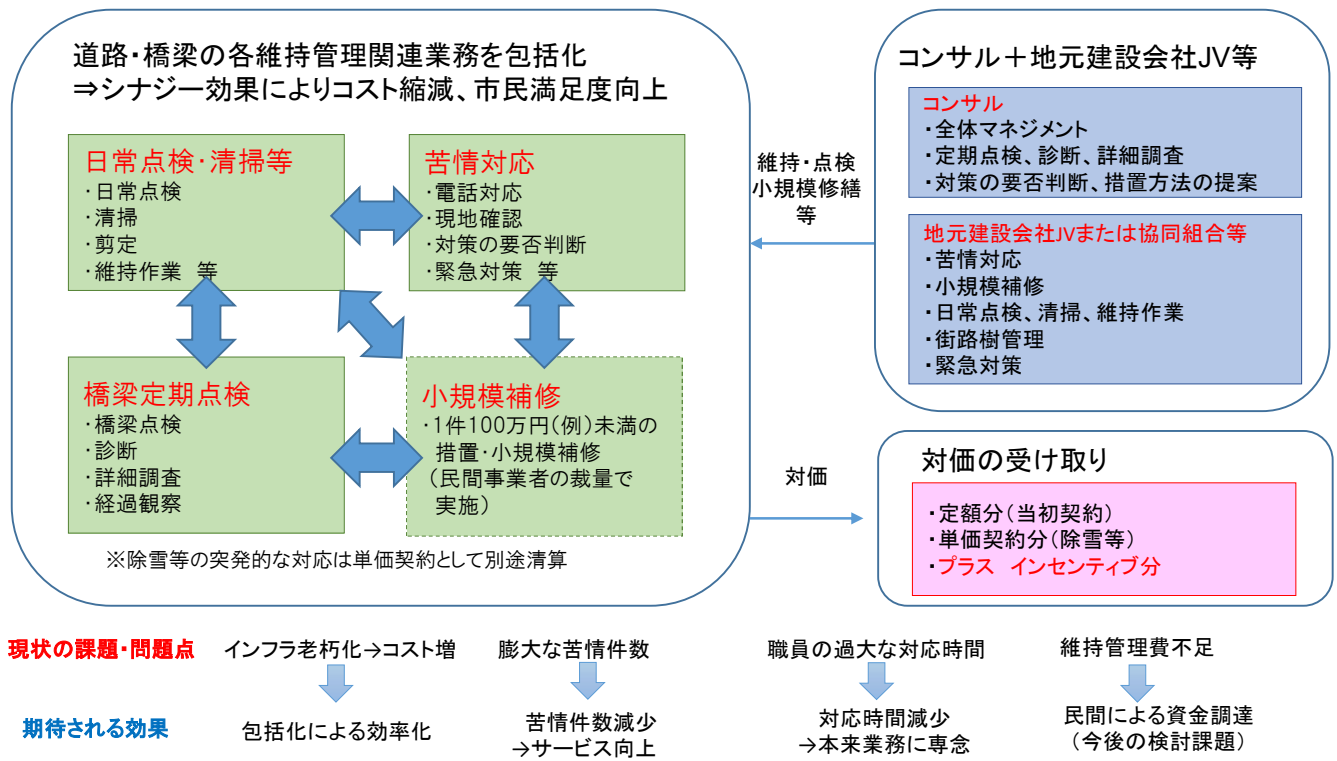 道路・橋梁の各維持管理関連業務を包括化
⇒シナジー効果によりコスト縮減、市民満足度向上
日常点検・清掃等
・日常点検
・清掃
・剪定
・維持作業　等
苦情対応
・電話対応
・現地確認
・対策の要否判断
・緊急対策　等
橋梁定期点検
・橋梁点検
・診断
・詳細調査
・経過観察
小規模補修
・1件100万円(例)未満の
措置・小規模補修
(民間事業者の裁量で
実施)
※除雪等の突発的な対応は単価契約として別途清算
維持・点検
小規模修繕
等
対価
コンサル＋地元建設会社JV等
コンサル
・全体マネジメント
・定期点検、診断、詳細調査
・対策の要否判断、措置方法の提案
地元建設会社JVまたは協同組合等
・苦情対応
・小規模補修
・日常点検、清掃、維持作業
・街路樹管理
・緊急対策
対価の受け取り
・定額分(当初契約)
・単価契約分(除雪等)
・プラス　インセンティブ分
現状の課題・問題点
インフラ老朽化→コスト増
膨大な苦情件数
職員の過大な対応時間
維持管理費不足
期待される効果
包括化による効率化
苦情件数減少
→サービス向上
対応時間減少
→本来業務に専念
民間による資金調達
(今後の検討課題)